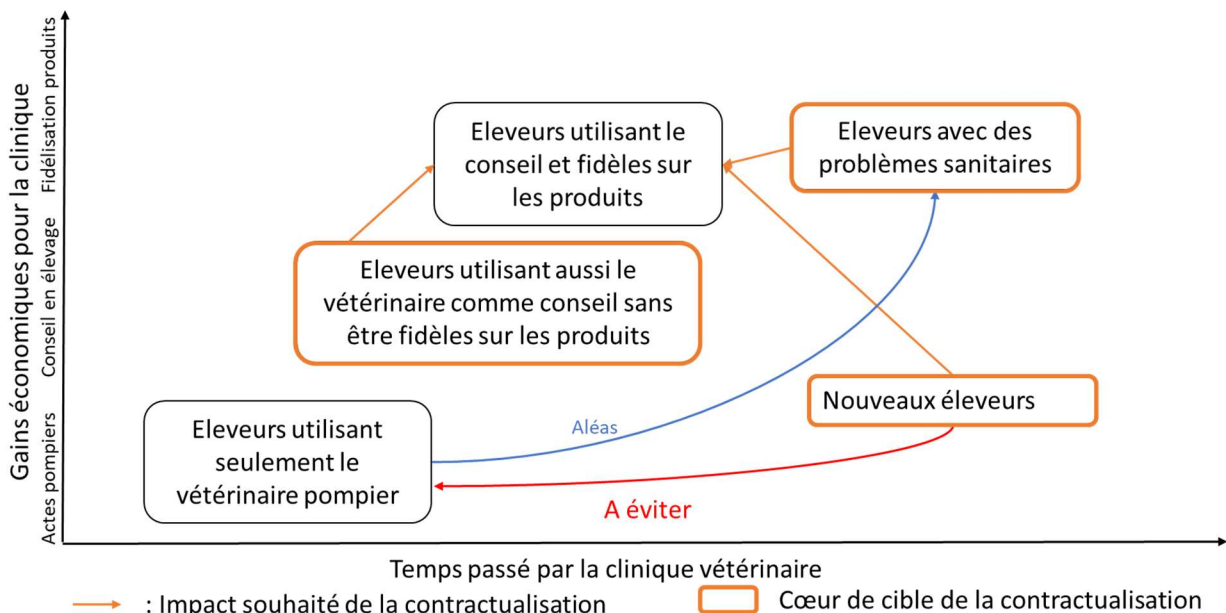 Gains économiques pour la clinique
Fidélisation produits
Conseil en élevage
Actes pompiers
Eleveurs utilisant le
conseil et fidèles sur
les produits
Eleveurs avec des
problèmes sanitaires
Eleveurs utilisant aussi le
vétérinaire comme conseil sans
être fidèles sur les produits
Nouveaux éleveurs
Eleveurs utilisant
seulement le
vétérinaire pompier
Aléas
A éviter
Temps passé par la clinique vétérinaire
: Impact souhaité de la contractualisation
Cœur de cible de la contractualisation